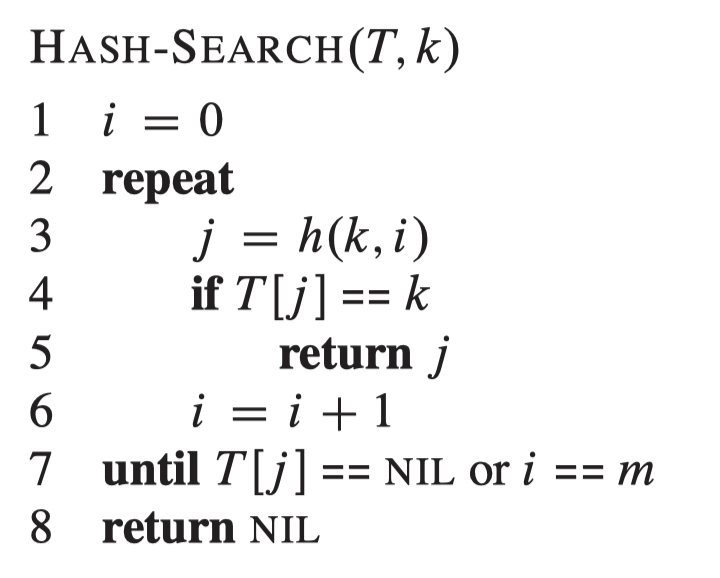 HASH-SEARCH(T, k)
1 i = 0
2 repeat
3 j = h(k, i)
4 if T[j] == k
5 return j
6 i = i + 1
7 until T[j] == NIL or i == m
8 return NIL